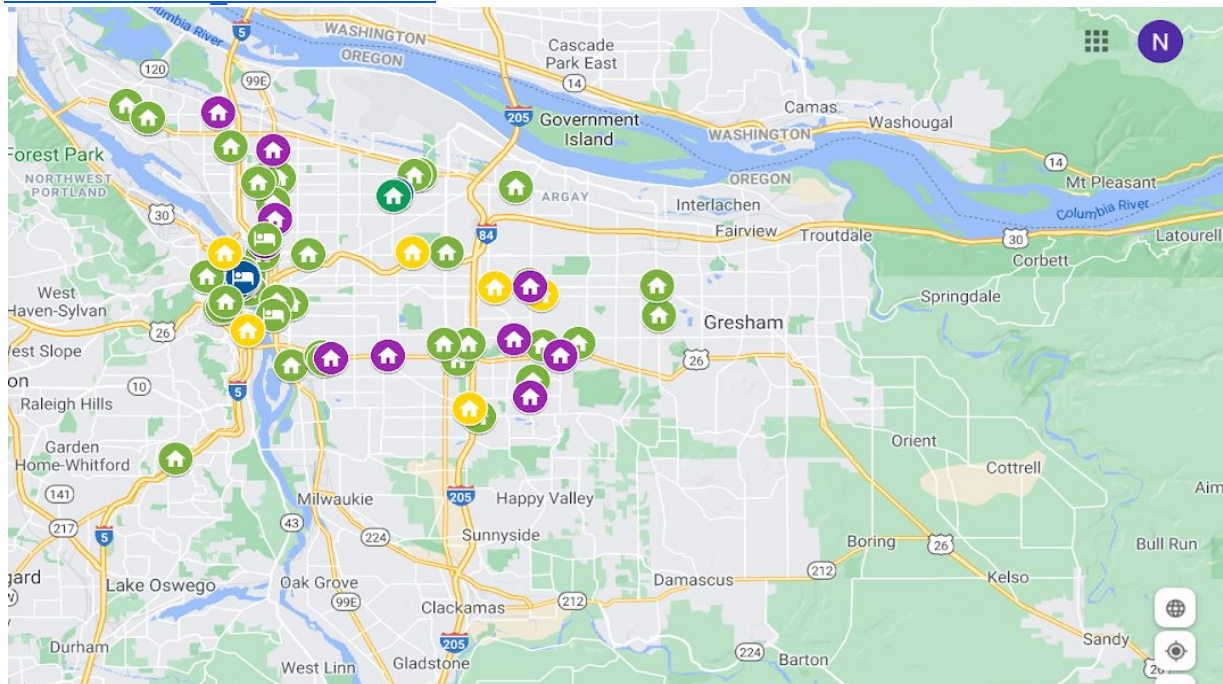 5
WASHINGTON
OREGON
Columbia River
Cascade
Park East
N
120
99E
14
205
Government
Island
Camas
Washougal
WASHINGTON
Forest Park
NORTHWEST
PORTLAND
14
OREGON
Mt Pleasant
ARGAY
Interlachen
Columbia River
30
84
Fairview
Troutdale
30
Latourell
Corbett
West
Haven-Sylvan
Springdale
26
Gresham
26
10
5
Raleigh Hills
Garden
Home-Whitford
Orient
Cottrell
141
Milwaukie
205
Happy Valley
217
5
43
224
Sunnyside
Boring
26
Bull Run
Lake Oswego
Oak Grove
Damascus
212
Kelso
99E
Clackamas
212
Durham
205
Sandy
West Linn
Gladstone
224
Barton